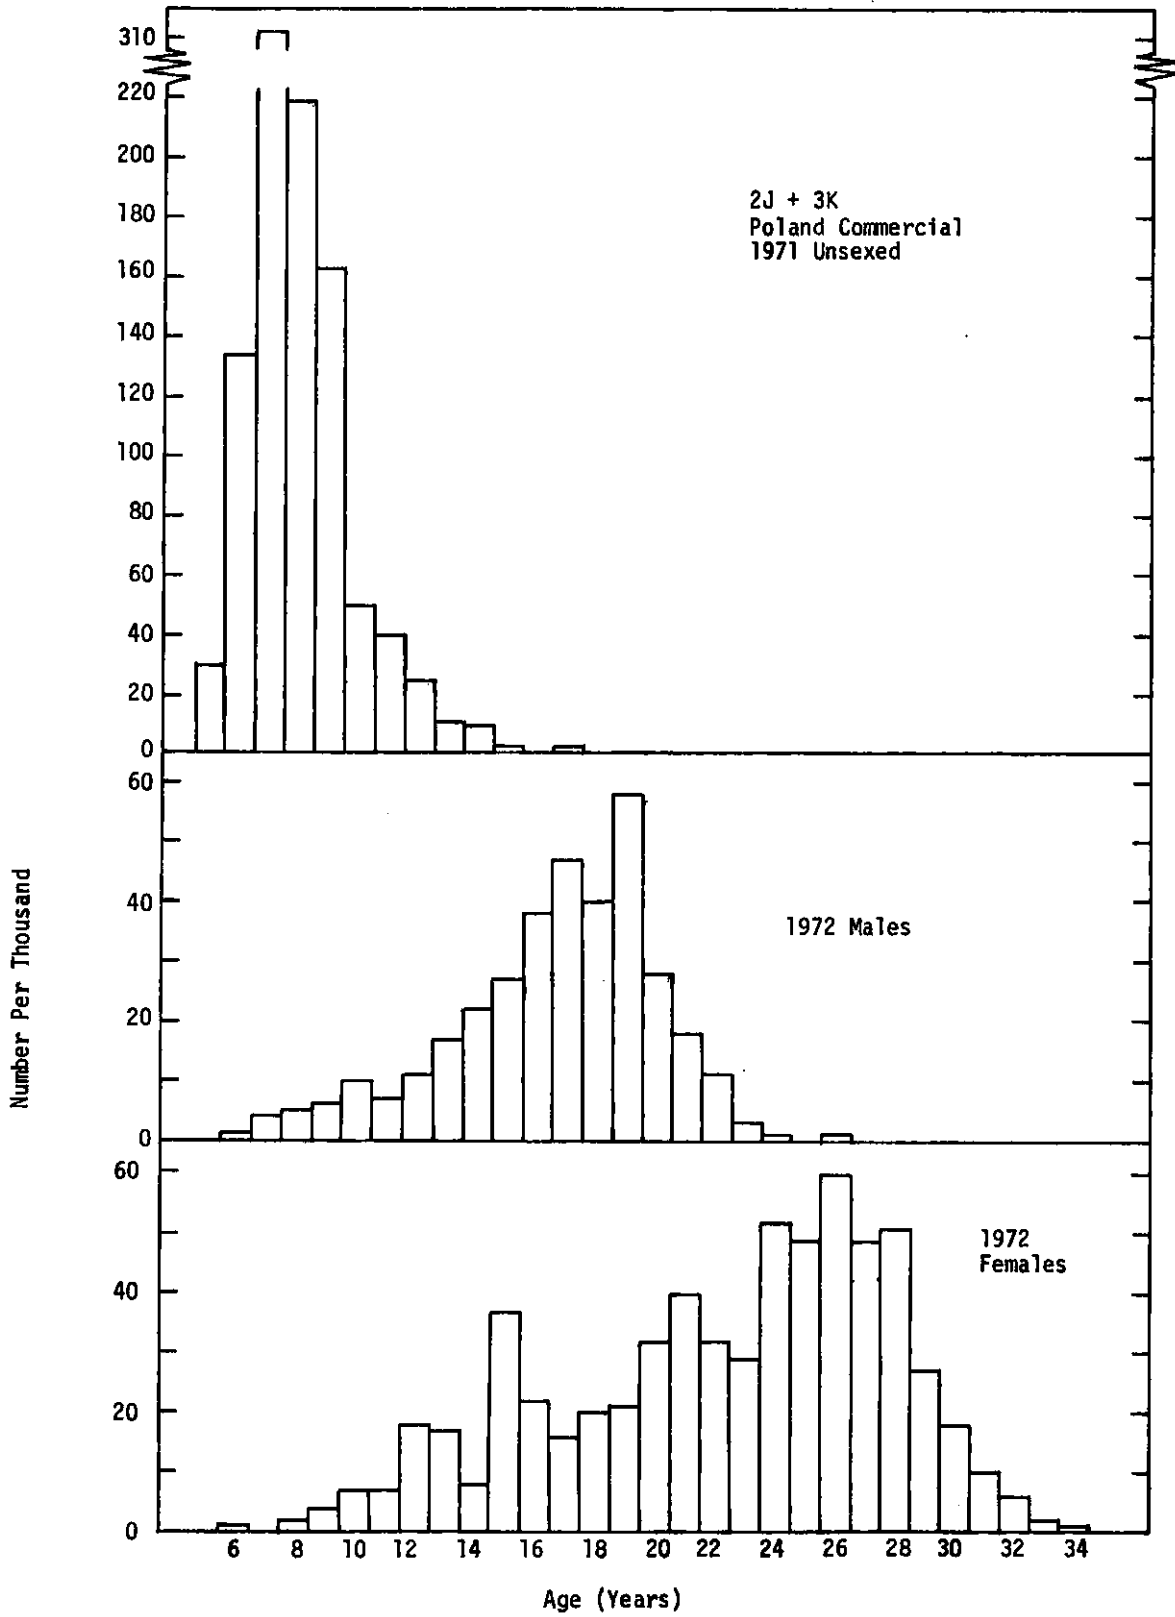 310
220
200
180
160
140
120
100
80
60
40
20
0
2J + 3K
Poland Commercial
1971 Unsexed
60
40
20
0
1972 Males
Number Per Thousand
60
40
20
0
1972
Females
6 8 10 12 14 16 18 20 22 24 26 28 30 32 34
Age (Years)